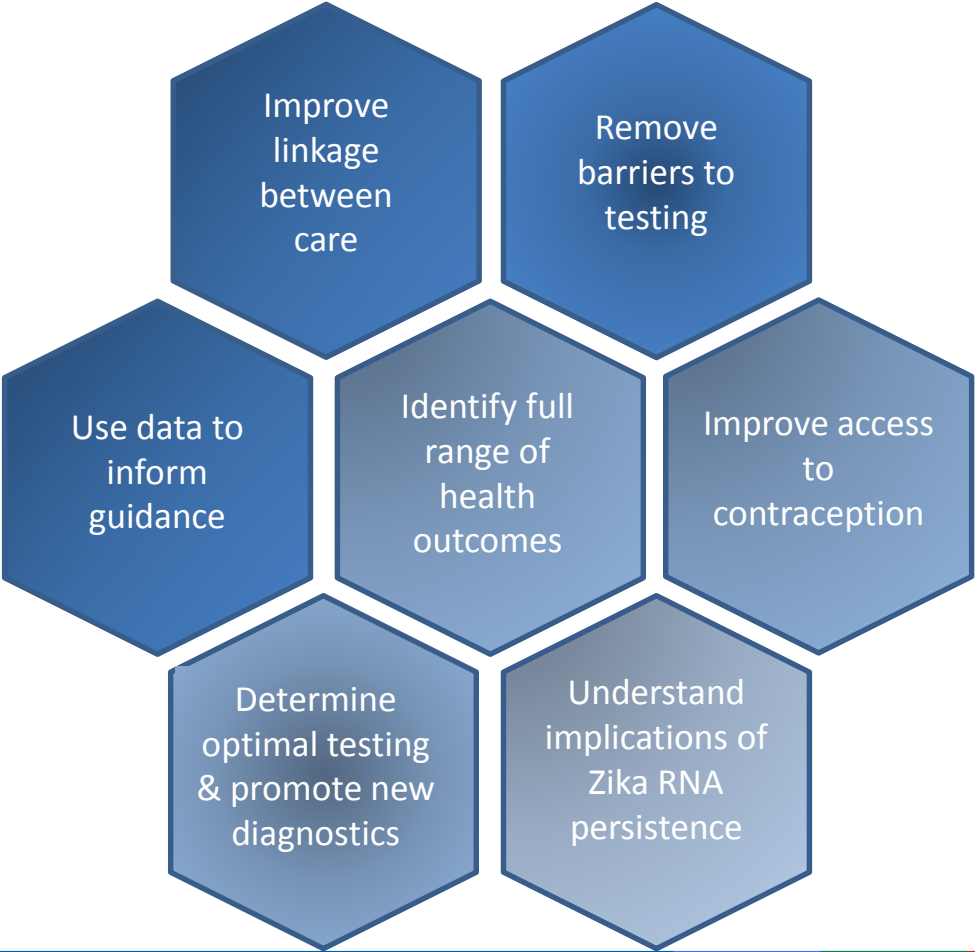 Improve
linkage
between
care
Remove
barriers to
testing
Use data to
inform
guidance
Identify full
range of
health
outcomes
Improve access
to
contraception
Determine
optimal testing
& promote new
diagnostics
Understand
implications of
Zika RNA
persistence